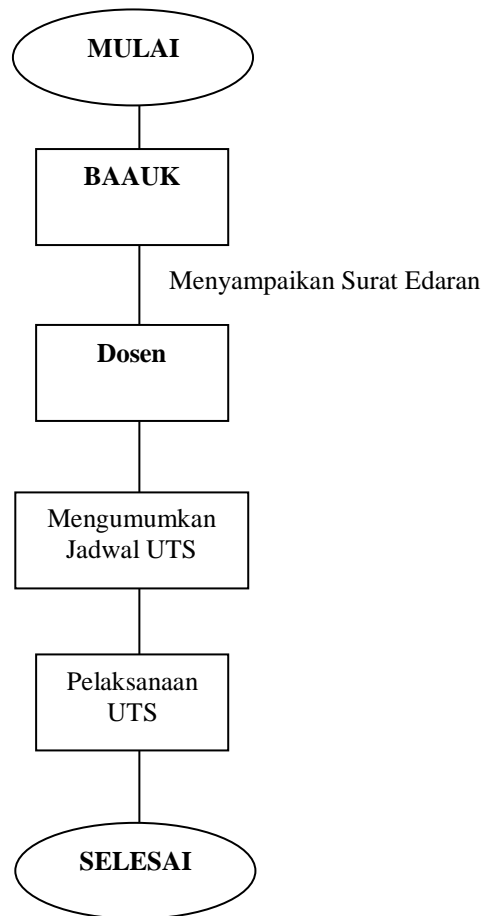 MULAI
BAAUK
Menyampaikan Surat Edaran
Dosen
Mengumumkan
Jadwal UTS
Pelaksanaan
UTS
SELESAI